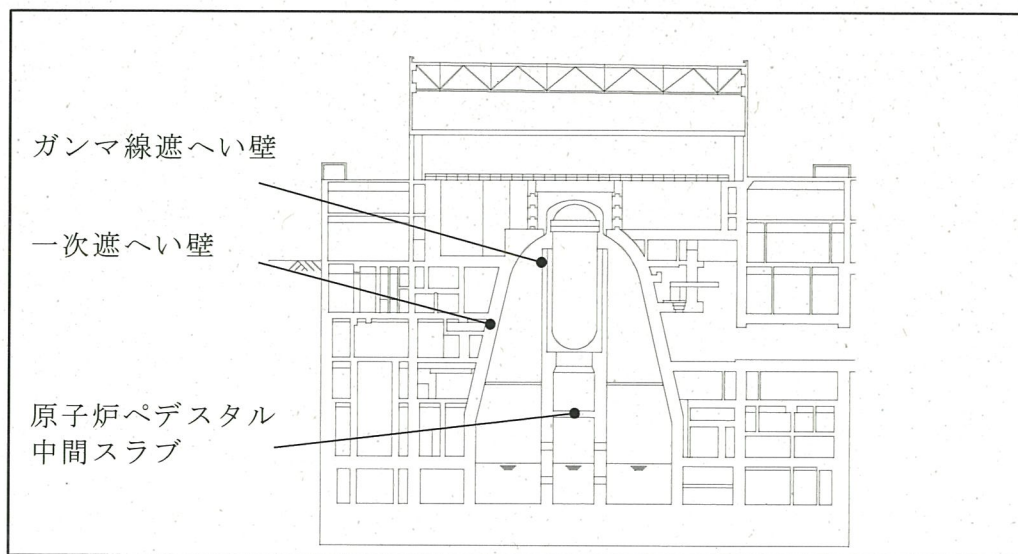 ガンマ線遮へい壁
一次遮へい壁
原子炉ペデスタル
中間スラブ